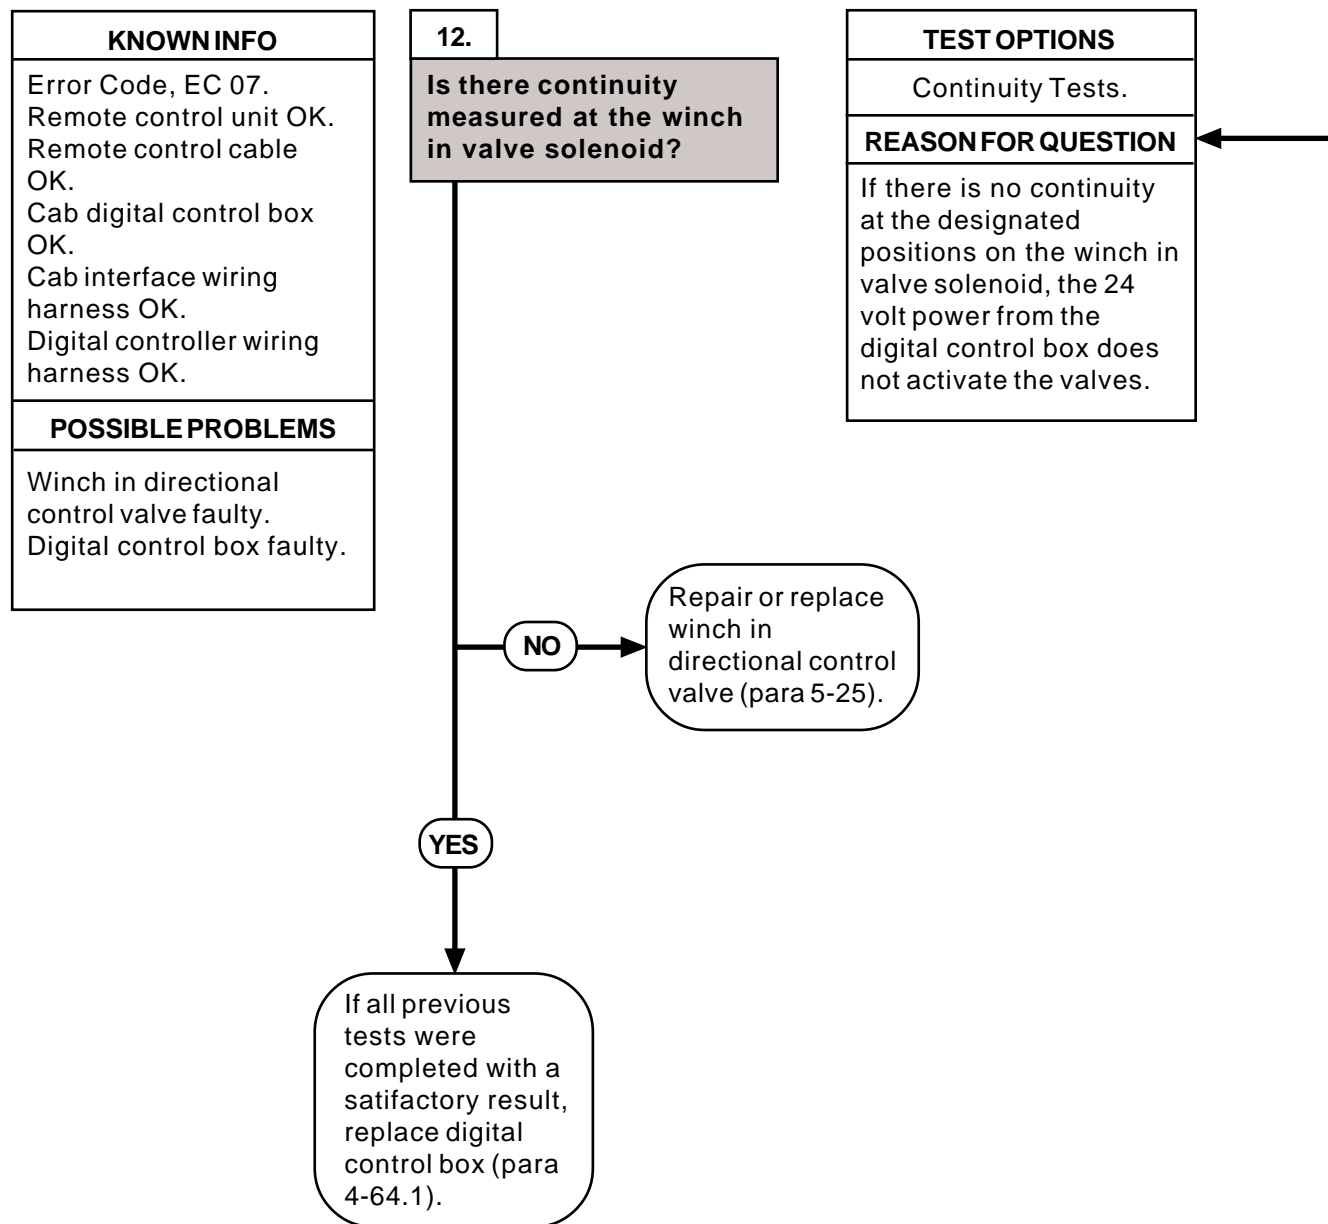 KNOWN INFO
Error Code, EC 07.
Remote control unit OK.
Remote control cable
OK.
Cab digital control box
OK.
Cab interface wiring
harness OK.
Digital controller wiring
harness OK.
POSSIBLE PROBLEMS
Winch in directional
control valve faulty.
Digital control box faulty.
12.
Is there continuity
measured at the winch
in valve solenoid?
TEST OPTIONS
Continuity Tests.
REASON FOR QUESTION
If there is no continuity
at the designated
positions on the winch in
valve solenoid, the 24
volt power from the
digital control box does
not activate the valves.
NO
Repair or replace
winch in
directional control
valve (para 5-25).
YES
If all previous
tests were
completed with a
satifactory result,
replace digital
control box (para
4-64.1).